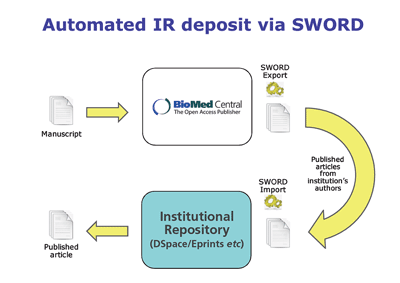 Automated IR deposit via SWORD
SWORD
Export
BioMed Central
The Open Access Publisher
Manuscript
Published
articles
from
institution's
authors
SWORD
Import
Institutional
Repository
(DSpace/Eprints etc)
Published
article